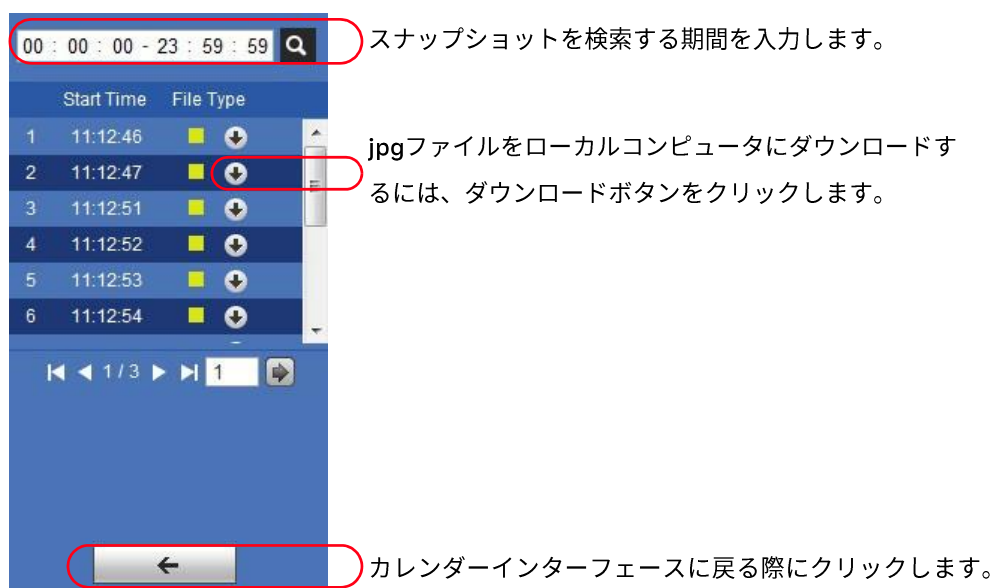 00 : 00 : 00 - 23 : 59 : 59
スナップショットを検索する期間を入力します。
Start Time File Type
1 11:12:46
2 11:12:47
3 11:12:51
4 11:12:52
5 11:12:53
6 11:12:54
jpgファイルをローカルコンピュータにダウンロードす
るには、ダウンロードボタンをクリックします。
1 / 3 1
カレンダーインターフェースに戻る際にクリックします。